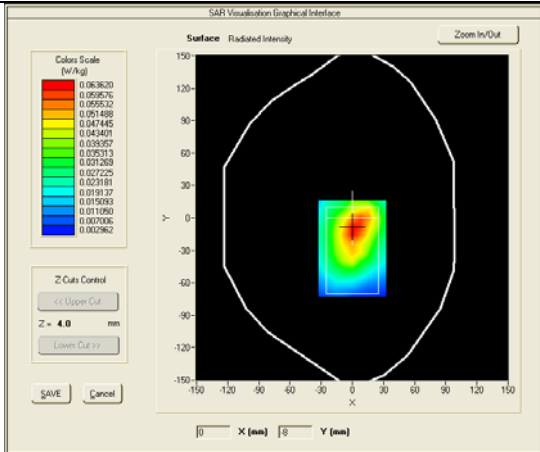 SAR Visualisation Graphical Interface
Surface Radiated Intensity
Zoom In/Out
Colors Scale
(W/kg)
0.063620
0.059576
0.055532
0.051488
0.047445
0.043401
0.039357
0.035313
0.031269
0.027225
0.023181
0.019137
0.015093
0.011050
0.007006
0.002962
Z-Cuts Control
<< Upper Cut
Z = 4.0 mm
Lower Cut >>
SAVE Cancel
150
120
90
60
30
0
-30
-60
-90
-120
-150
Y
-150 -120 -90 -60 -30 0 30 60 90 120 150
X
0 X (mm) -8 Y (mm)